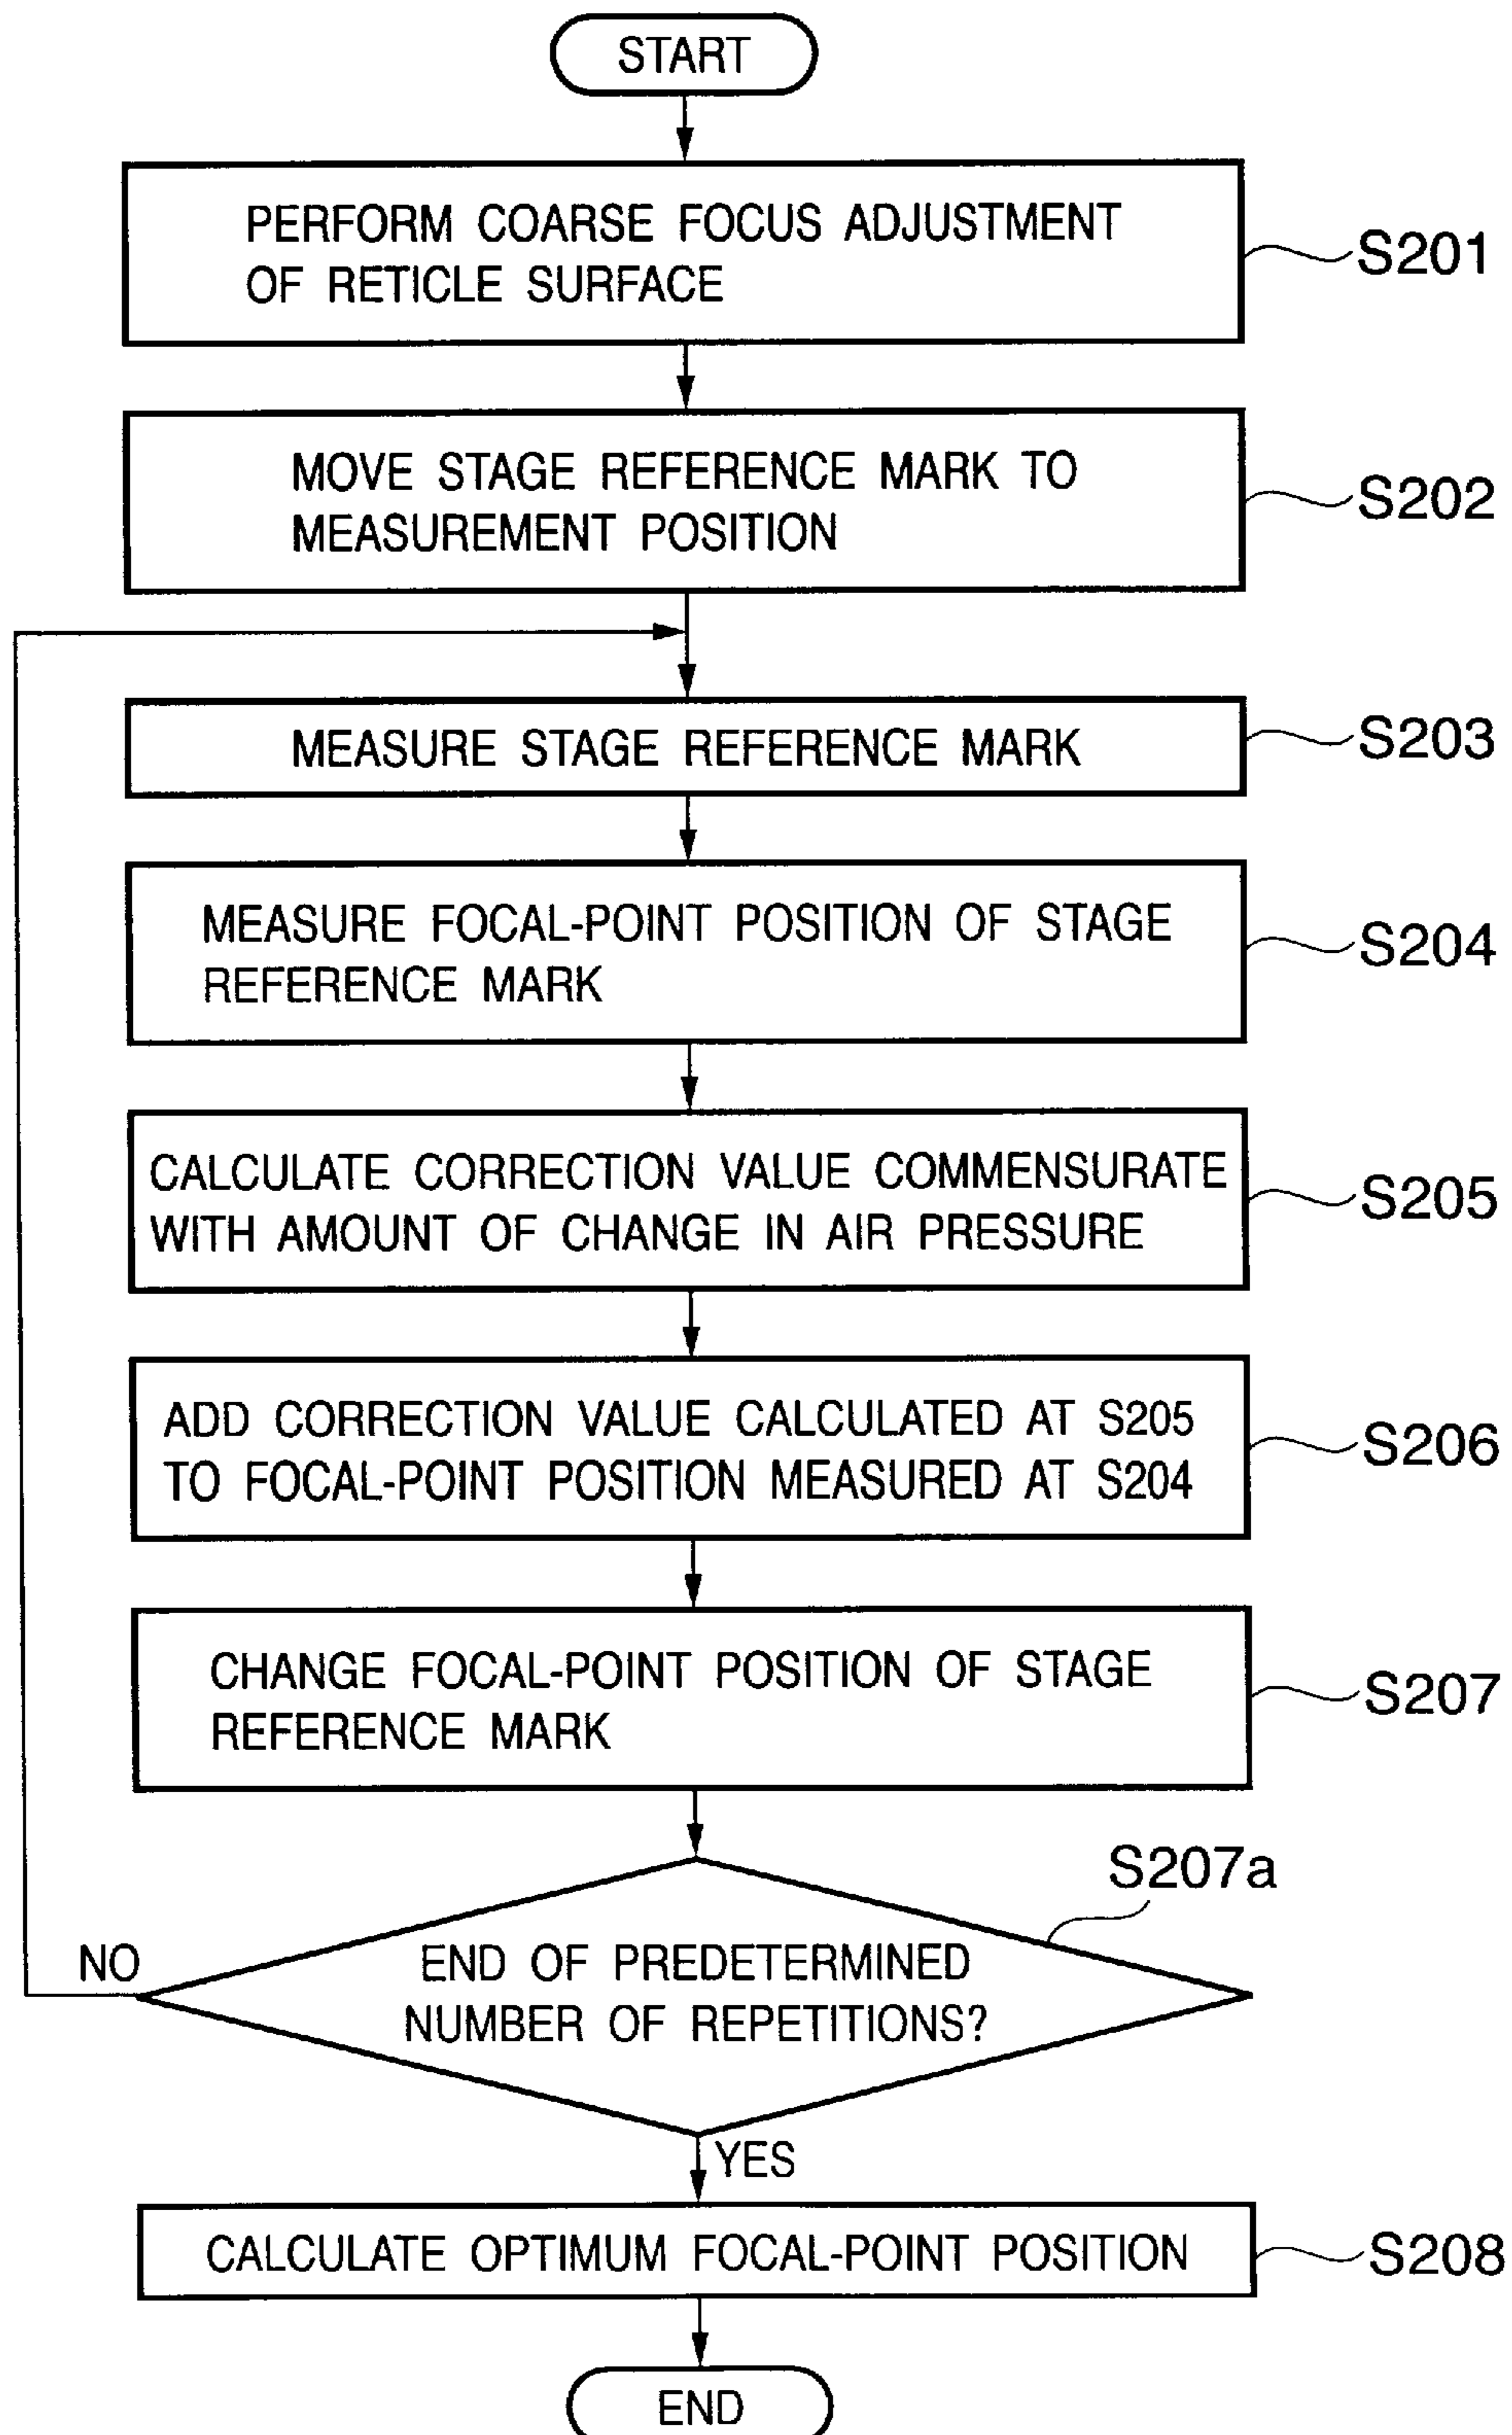 START
PERFORM COARSE FOCUS ADJUSTMENT
OF RETICLE SURFACE
S201
MOVE STAGE REFERENCE MARK TO
MEASUREMENT POSITION
S202
MEASURE STAGE REFERENCE MARK
S203
MEASURE FOCAL-POINT POSITION OF STAGE
REFERENCE MARK
S204
CALCULATE CORRECTION VALUE COMMENSURATE
WITH AMOUNT OF CHANGE IN AIR PRESSURE
S205
ADD CORRECTION VALUE CALCULATED AT S205
TO FOCAL-POINT POSITION MEASURED AT S204
S206
CHANGE FOCAL-POINT POSITION OF STAGE
REFERENCE MARK
S207
S207a
NO
END OF PREDETERMINED
NUMBER OF REPETITIONS?
YES
CALCULATE OPTIMUM FOCAL-POINT POSITION
S208
END